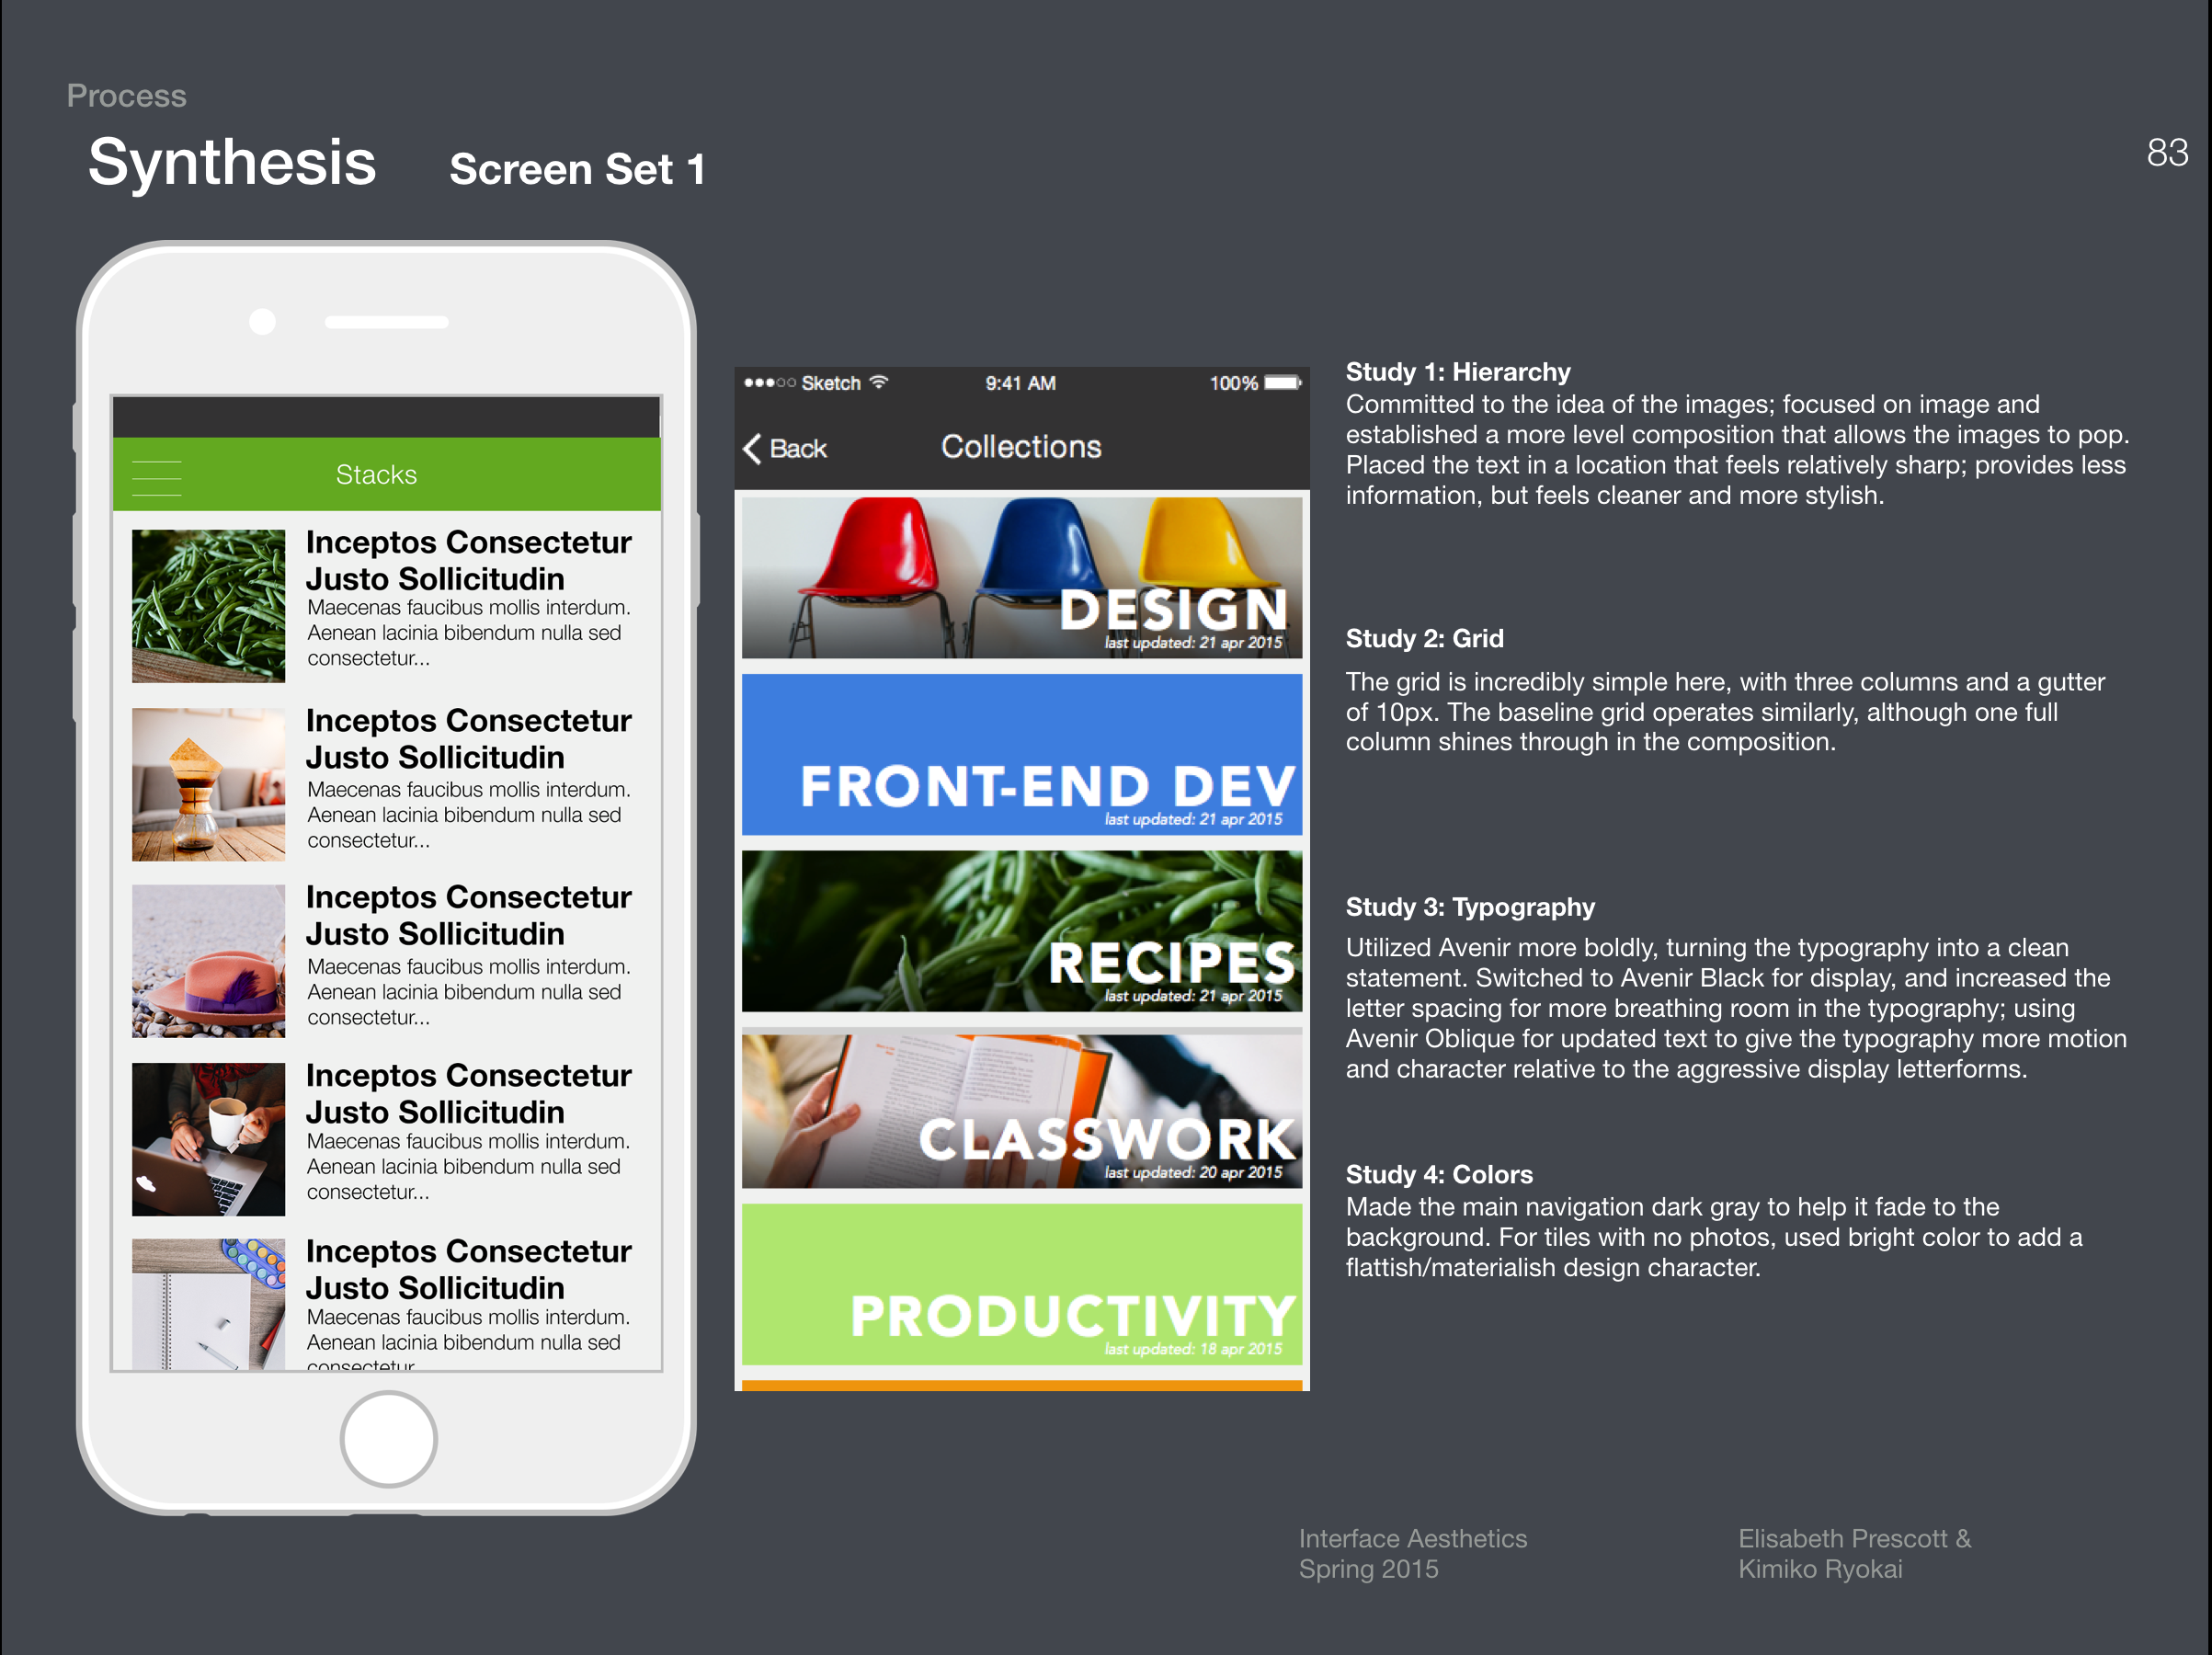 Process
Synthesis Screen Set 1
83
Stacks
Inceptos Consectetur
Justo Sollicitudin
Maecenas faucibus mollis interdum.
Aenean lacinia bibendum nulla sed
consectetur...
Inceptos Consectetur
Justo Sollicitudin
Maecenas faucibus mollis interdum.
Aenean lacinia bibendum nulla sed
consectetur...
Inceptos Consectetur
Justo Sollicitudin
Maecenas faucibus mollis interdum.
Aenean lacinia bibendum nulla sed
consectetur...
Inceptos Consectetur
Justo Sollicitudin
Maecenas faucibus mollis interdum.
Aenean lacinia bibendum nulla sed
consectetur...
Inceptos Consectetur
Justo Sollicitudin
Maecenas faucibus mollis interdum.
Aenean lacinia bibendum nulla sed
consectetur
Sketch 9:41 AM 100%
Back Collections
DESIGN
last updated: 21 apr 2015
FRONT-END DEV
last updated: 21 apr 2015
RECIPES
last updated: 21 apr 2015
CLASSWORK
last updated: 20 apr 2015
PRODUCTIVITY
last updated: 18 apr 2015
Study 1: Hierarchy
Committed to the idea of the images; focused on image and
established a more level composition that allows the images to pop.
Placed the text in a location that feels relatively sharp; provides less
information, but feels cleaner and more stylish.
Study 2: Grid
The grid is incredibly simple here, with three columns and a gutter
of 10px. The baseline grid operates similarly, although one full
column shines through in the composition.
Study 3: Typography
Utilized Avenir more boldly, turning the typography into a clean
statement. Switched to Avenir Black for display, and increased the
letter spacing for more breathing room in the typography; using
Avenir Oblique for updated text to give the typography more motion
and character relative to the aggressive display letterforms.
Study 4: Colors
Made the main navigation dark gray to help it fade to the
background. For tiles with no photos, used bright color to add a
flattish/materialish design character.
Interface Aesthetics
Spring 2015
Elisabeth Prescott &
Kimiko Ryokai